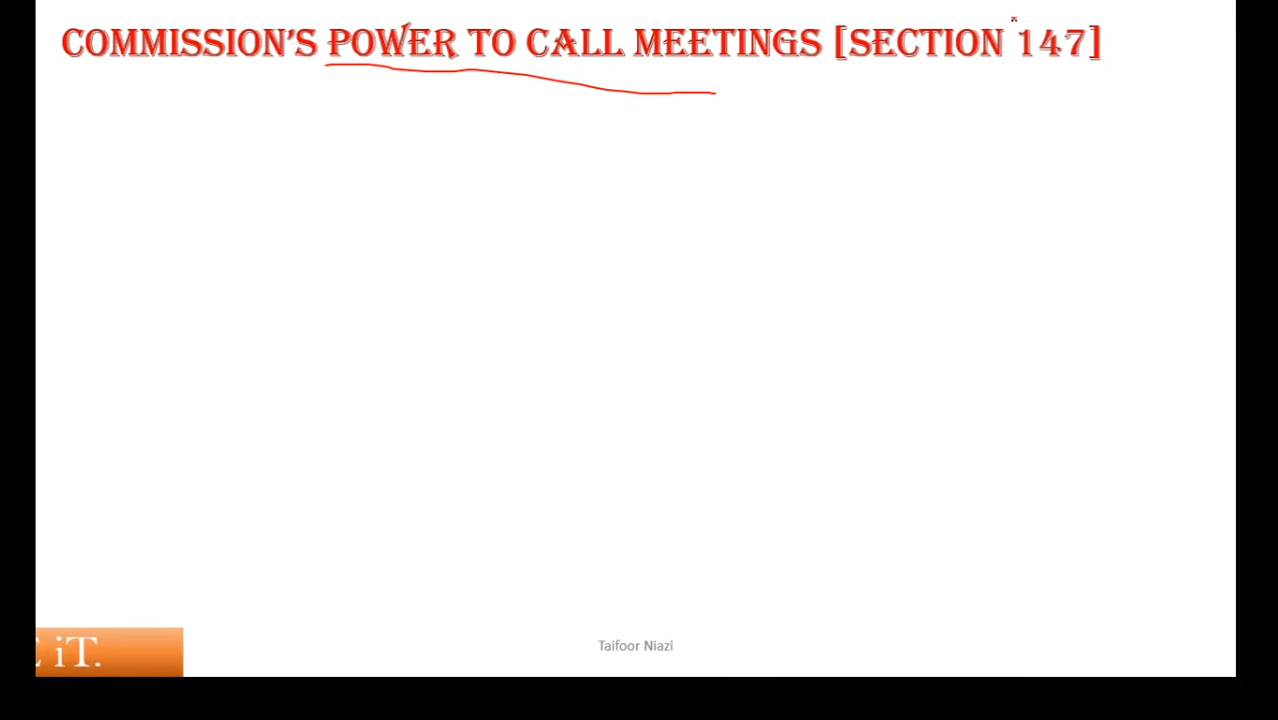 COMMISSION'S POWER TO CALL MEETINGS [SECTION 147]
iT.
Taifoor Niazi